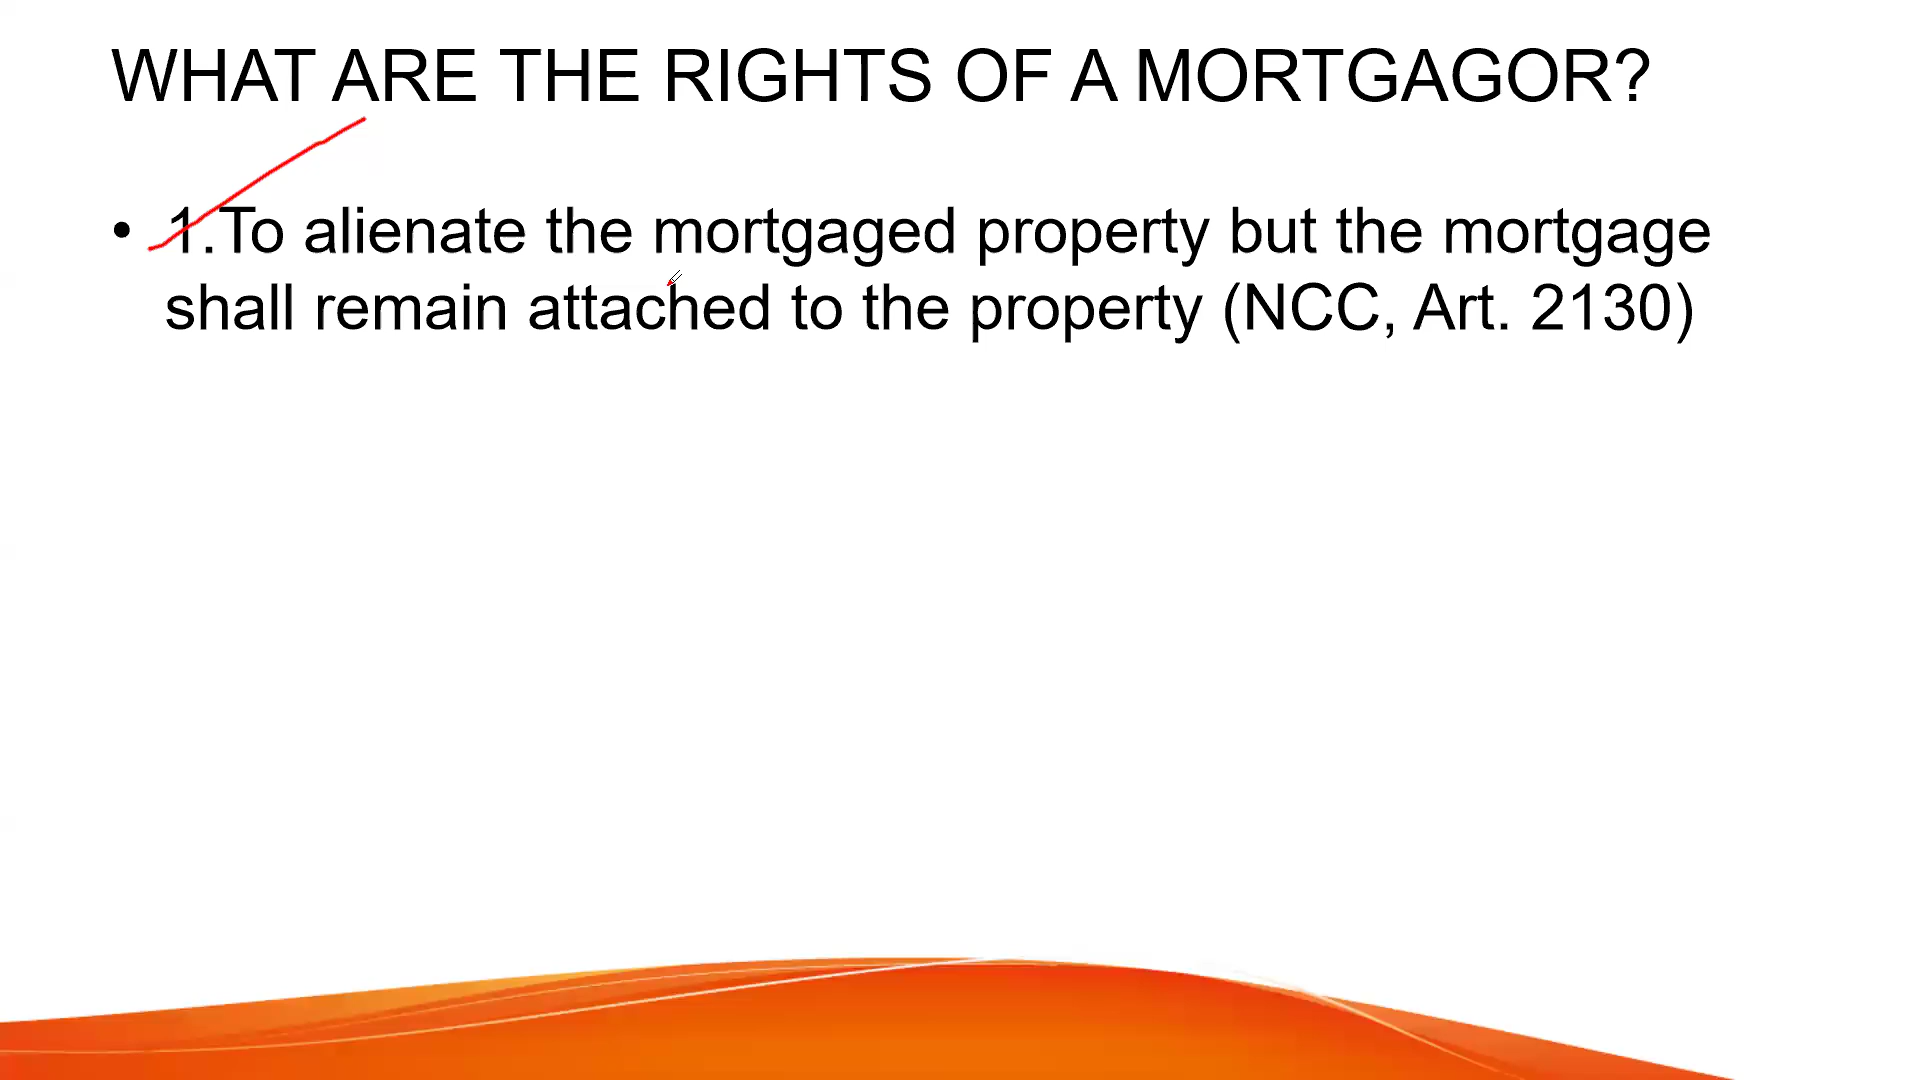 WHAT ARE THE RIGHTS OF A MORTGAGOR?
• 1.To alienate the mortgaged property but the mortgage
shall remain attached to the property (NCC, Art. 2130)